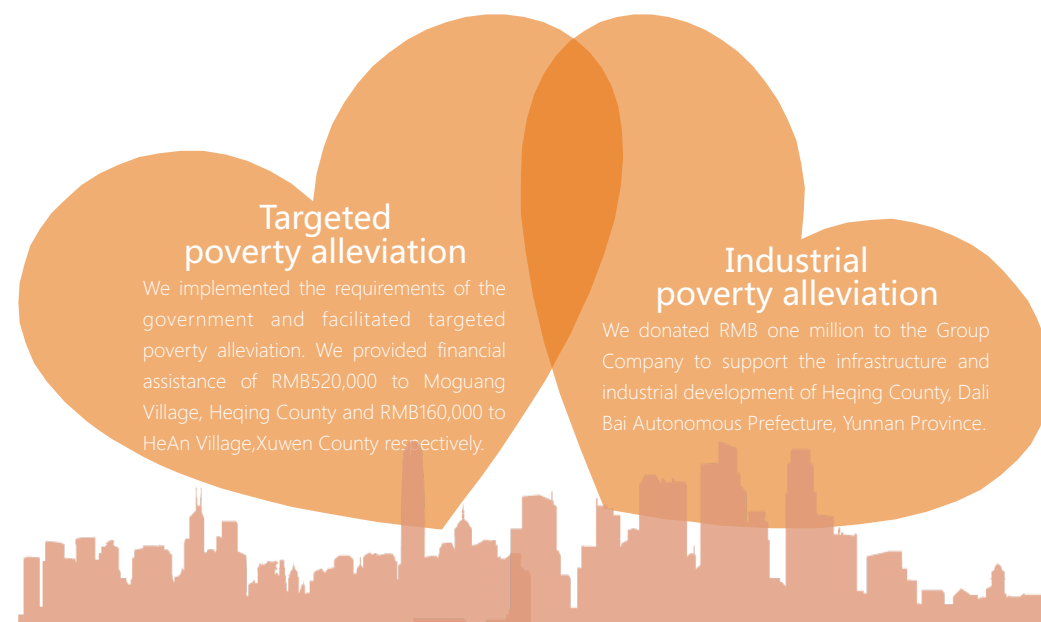 Targeted
poverty alleviation
We implemented the requirements of the
government and facilitated targeted
poverty alleviation. We provided financial
assistance of RMB520,000 to Moguang
Village, Heqing County and RMB160,000 to
HeAn Village,Xuwen County respectively.
Industrial
poverty alleviation
We donated RMB one million to the Group
Company to support the infrastructure and
industrial development of Heqing County, Dali
Bai Autonomous Prefecture, Yunnan Province.